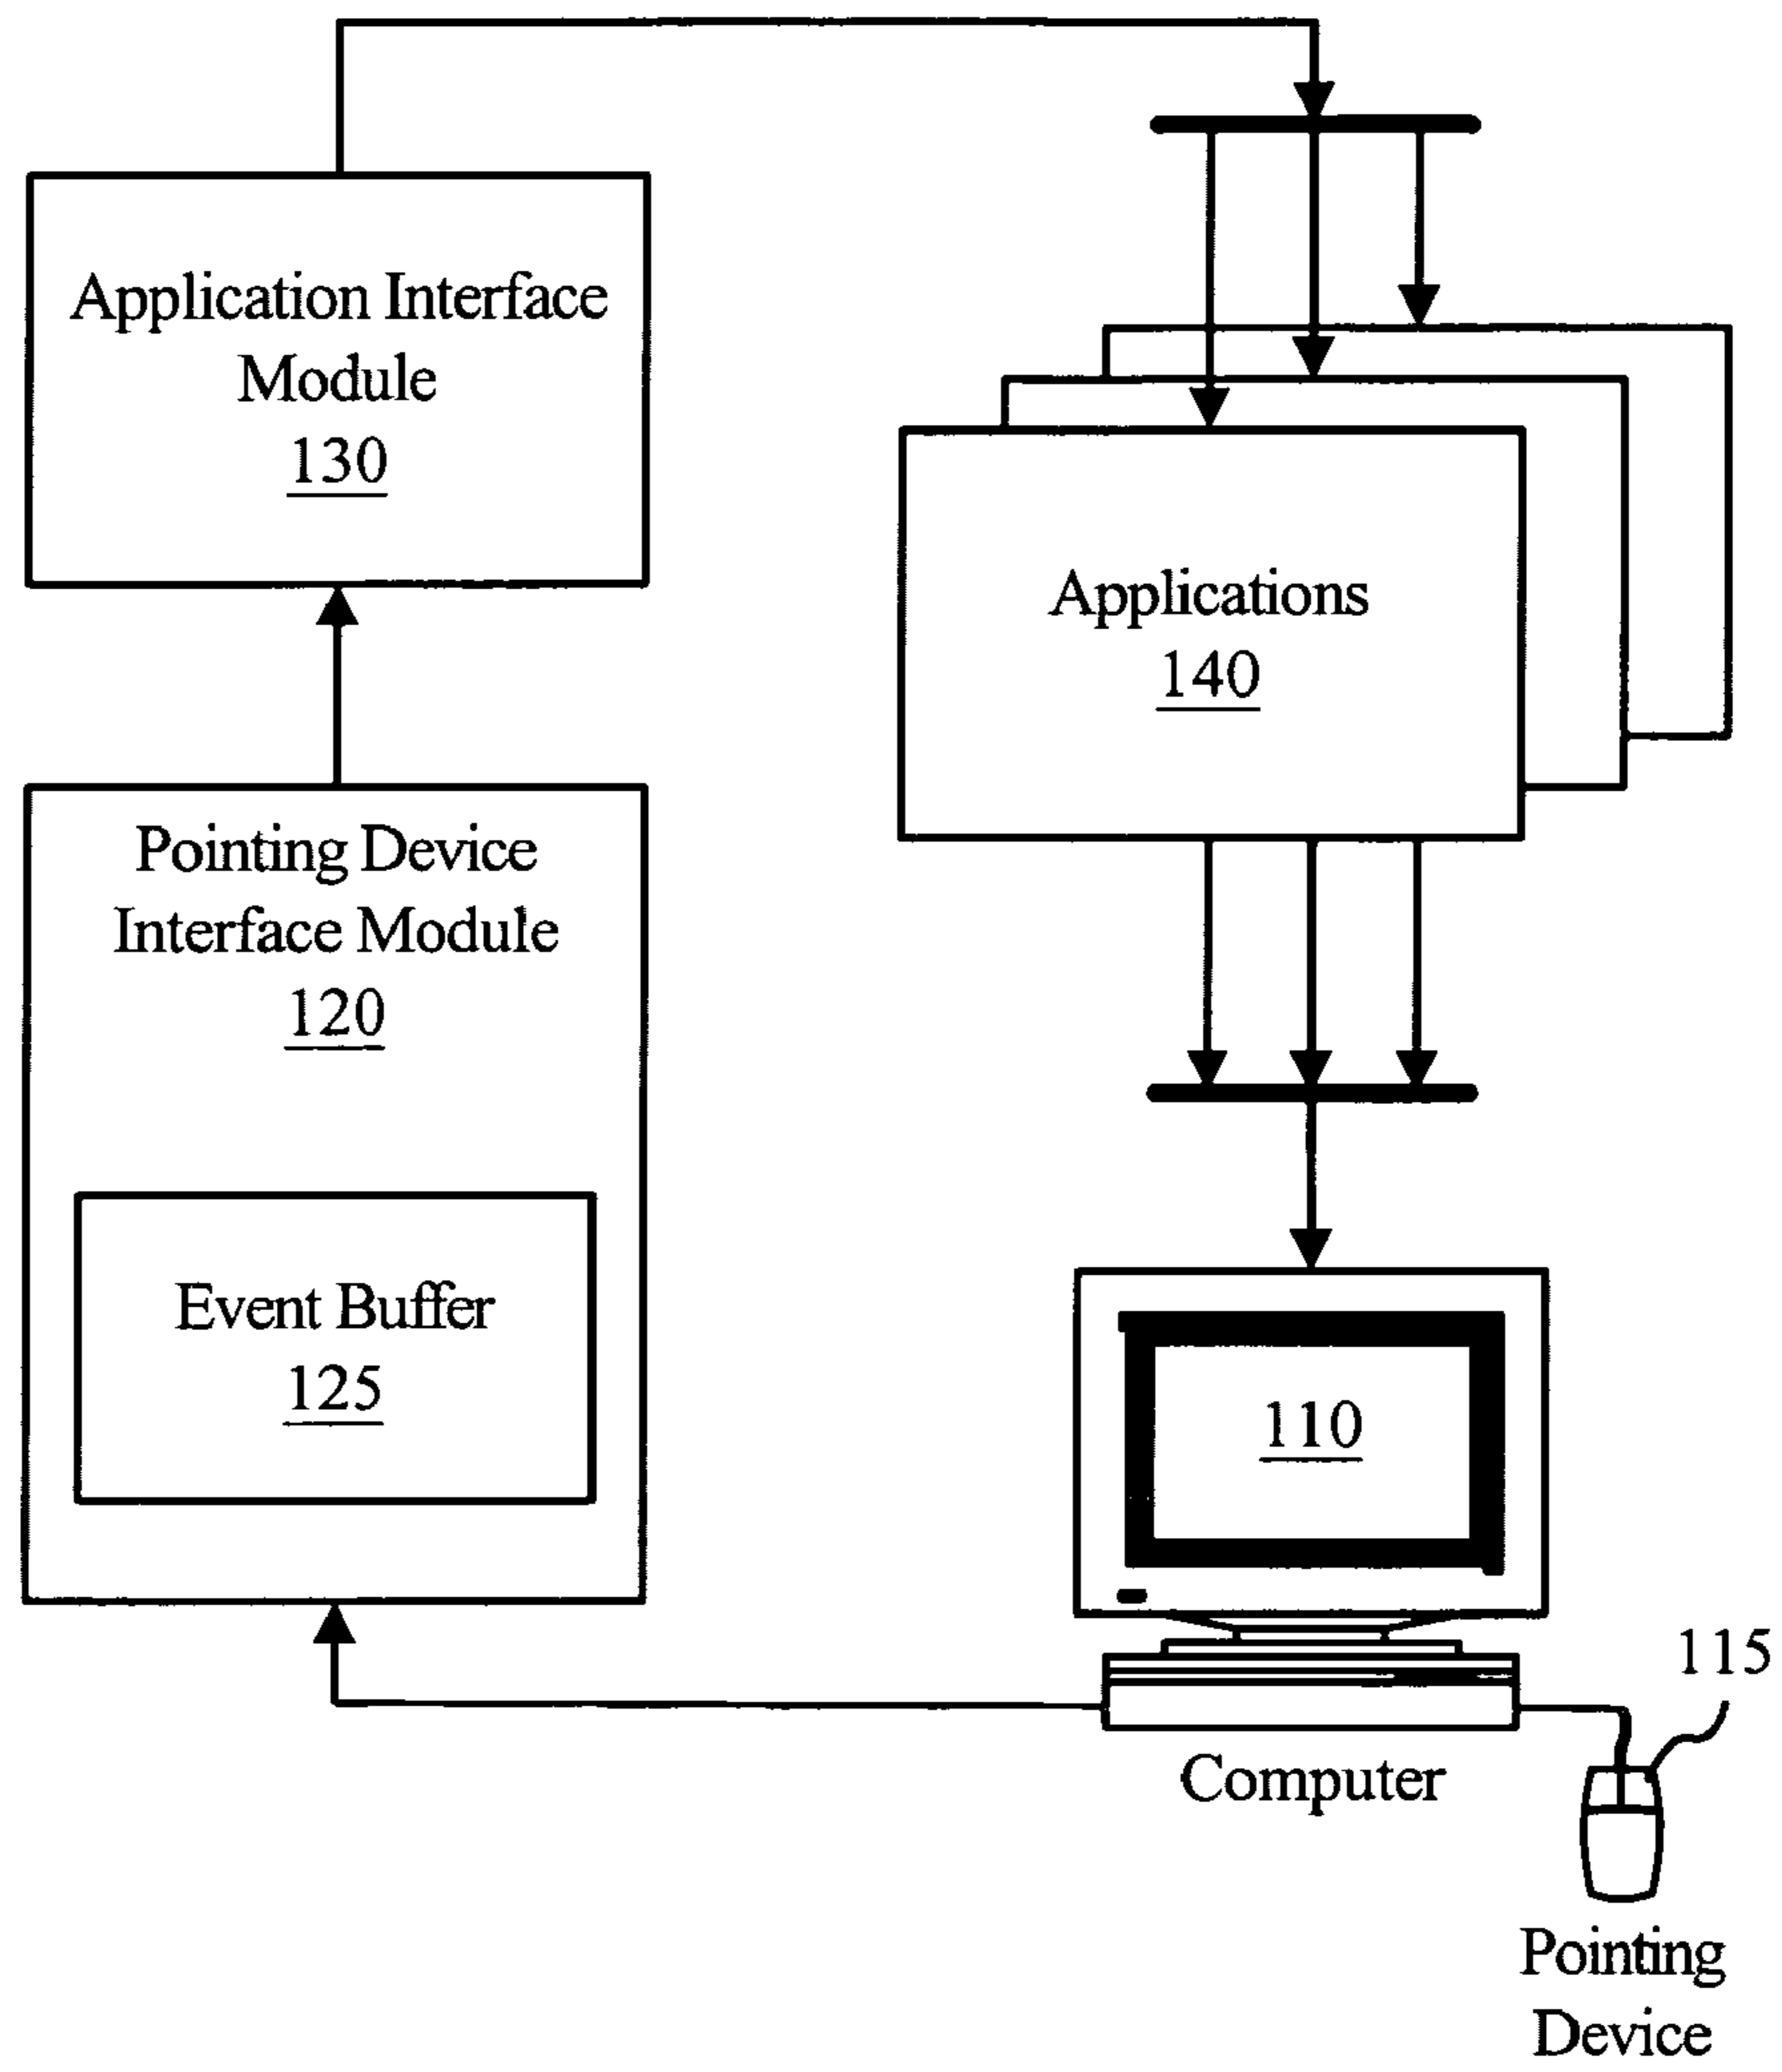 Application Interface
Module
130
Applications
140
Pointing Device
Interface Module
120
Event Buffer
125
110
115
Computer
Pointing
Device